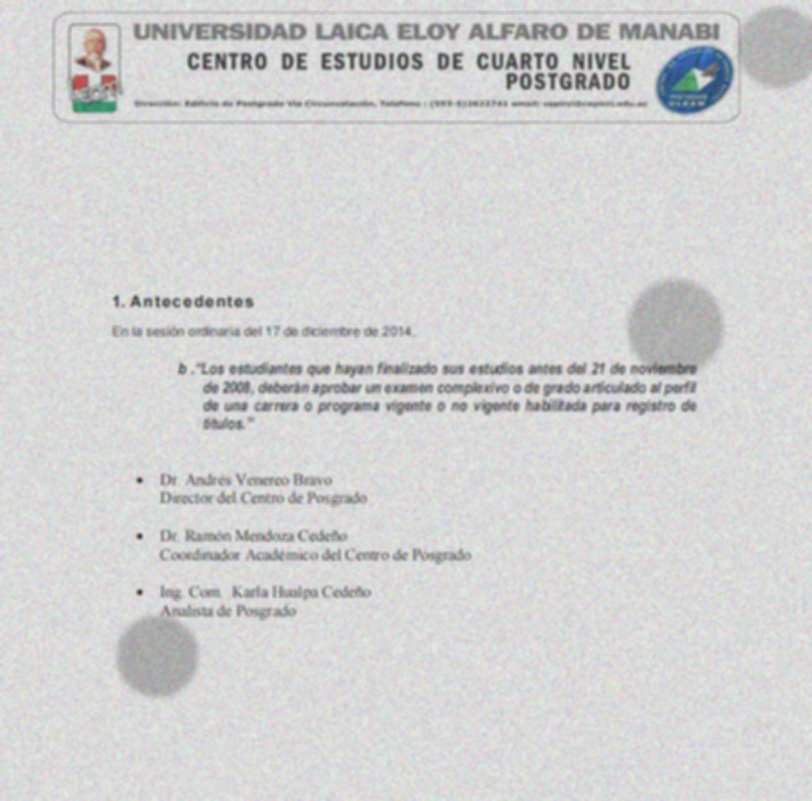 UNIVERSIDAD LAICA ELOY ALFARO DE MANABI
CENTRO DE ESTUDIOS DE CUARTO NIVEL
POSTGRADO
Dirección: Edificio de Postgrado Vía Circunvalación, Teléfono : (593-5)2622741 email:
1. Antecedentes
En la sesión ordinaria del 17 de diciembre de 2014,
b ."Los estudiantes que hayan finalizado sus estudios antes del 21 de noviembre
de 2008, deberán aprobar un examen complexivo o de grado articulado al perfil
de una carrera o programa vigente o no vigente habilitada para registro de
títulos."
• Dr. Andrés Venereo Bravo
Director del Centro de Posgrado
• Dr. Ramón Mendoza Cedeño
Coordinador Académico del Centro de Posgrado
• Ing. Com. Karla Hualpa Cedeño
Analista de Posgrado